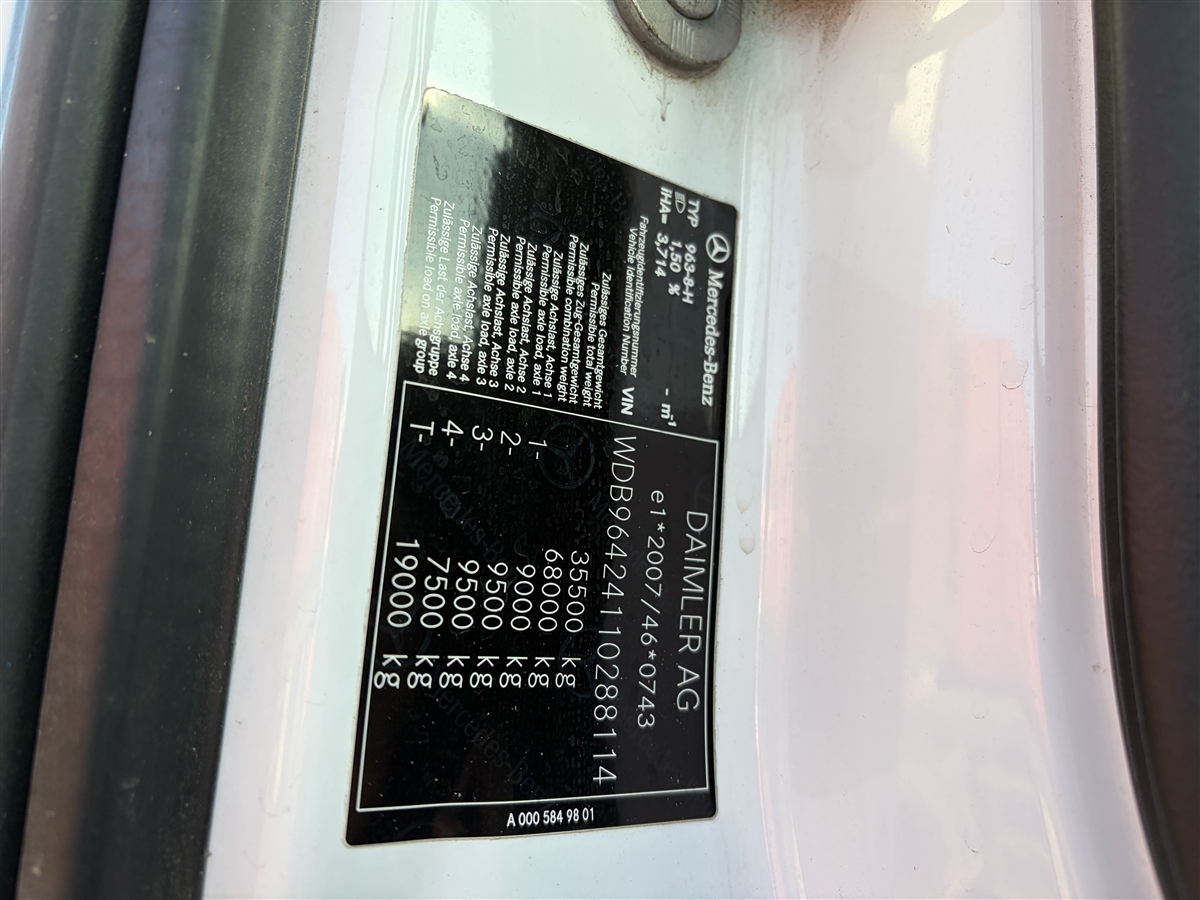 Mercedes-Benz
DAIMLER AG
TYP 963-8-H
1,50 %
- m⁻¹
e1*2007/46*0743
IHA= 3,714
Fahrzeugidentifizierungsnummer
Vehicle Identification Number VIN WDB96424110288114
Zulässiges Gesamtgewicht
Permissible total weight 35500 kg
Zulässiges Zug-Gesamtgewicht
Permissible combination weight 68000 kg
Zulässige Achslast, Achse 1
Permissible axle load, axle 1 1- 9000 kg
Zulässige Achslast, Achse 2
Permissible axle load, axle 2 2- 9500 kg
Zulässige Achslast, Achse 3
Permissible axle load, axle 3 3- 9500 kg
Zulässige Achslast, Achse 4
Permissible axle load, axle 4 4- 7500 kg
Zulässige Last der Achsgruppe
Permissible load on axle group T- 19000 kg
A 000 584 98 01